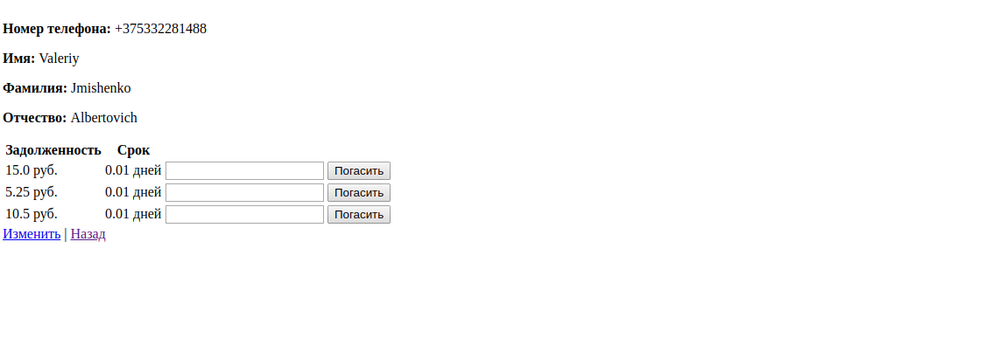 Номер телефона: +375332281488
Имя: Valeriy
Фамилия: Jmishenko
Отчество: Albertovich
Задолженность Срок
15.0 руб. 0.01 дней Погасить
5.25 руб. 0.01 дней Погасить
10.5 руб. 0.01 дней Погасить
Изменить | Назад